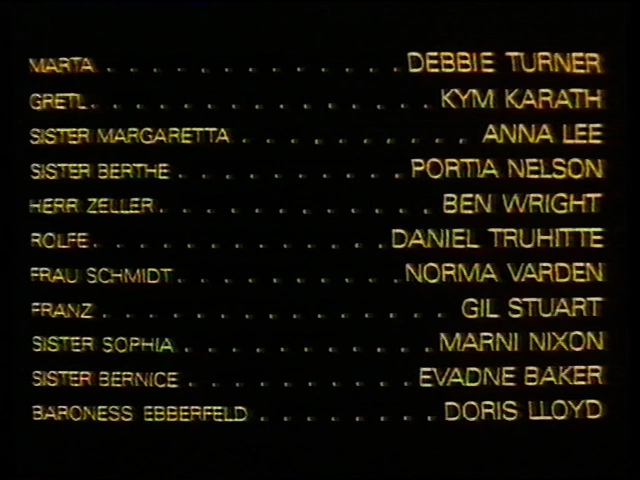 MARTA . . . . . . . . . . . . . DEBBIE TURNER
GRETL . . . . . . . . . . . . . . KYM KARATH
SISTER MARGARETTA . . . . . . . . . . ANNA LEE
SISTER BERTHE . . . . . . . . . . PORTIA NELSON
HERR ZELLER . . . . . . . . . . . . BEN WRIGHT
ROLFE . . . . . . . . . . . . . DANIEL TRUHITTE
FRAU SCHMIDT . . . . . . . . . . NORMA VARDEN
FRANZ . . . . . . . . . . . . . . . GIL STUART
SISTER SOPHIA . . . . . . . . . . . MARNI NIXON
SISTER BERNICE . . . . . . . . . . EVADNE BAKER
BARONESS EBBERFELD . . . . . . . . DORIS LLOYD